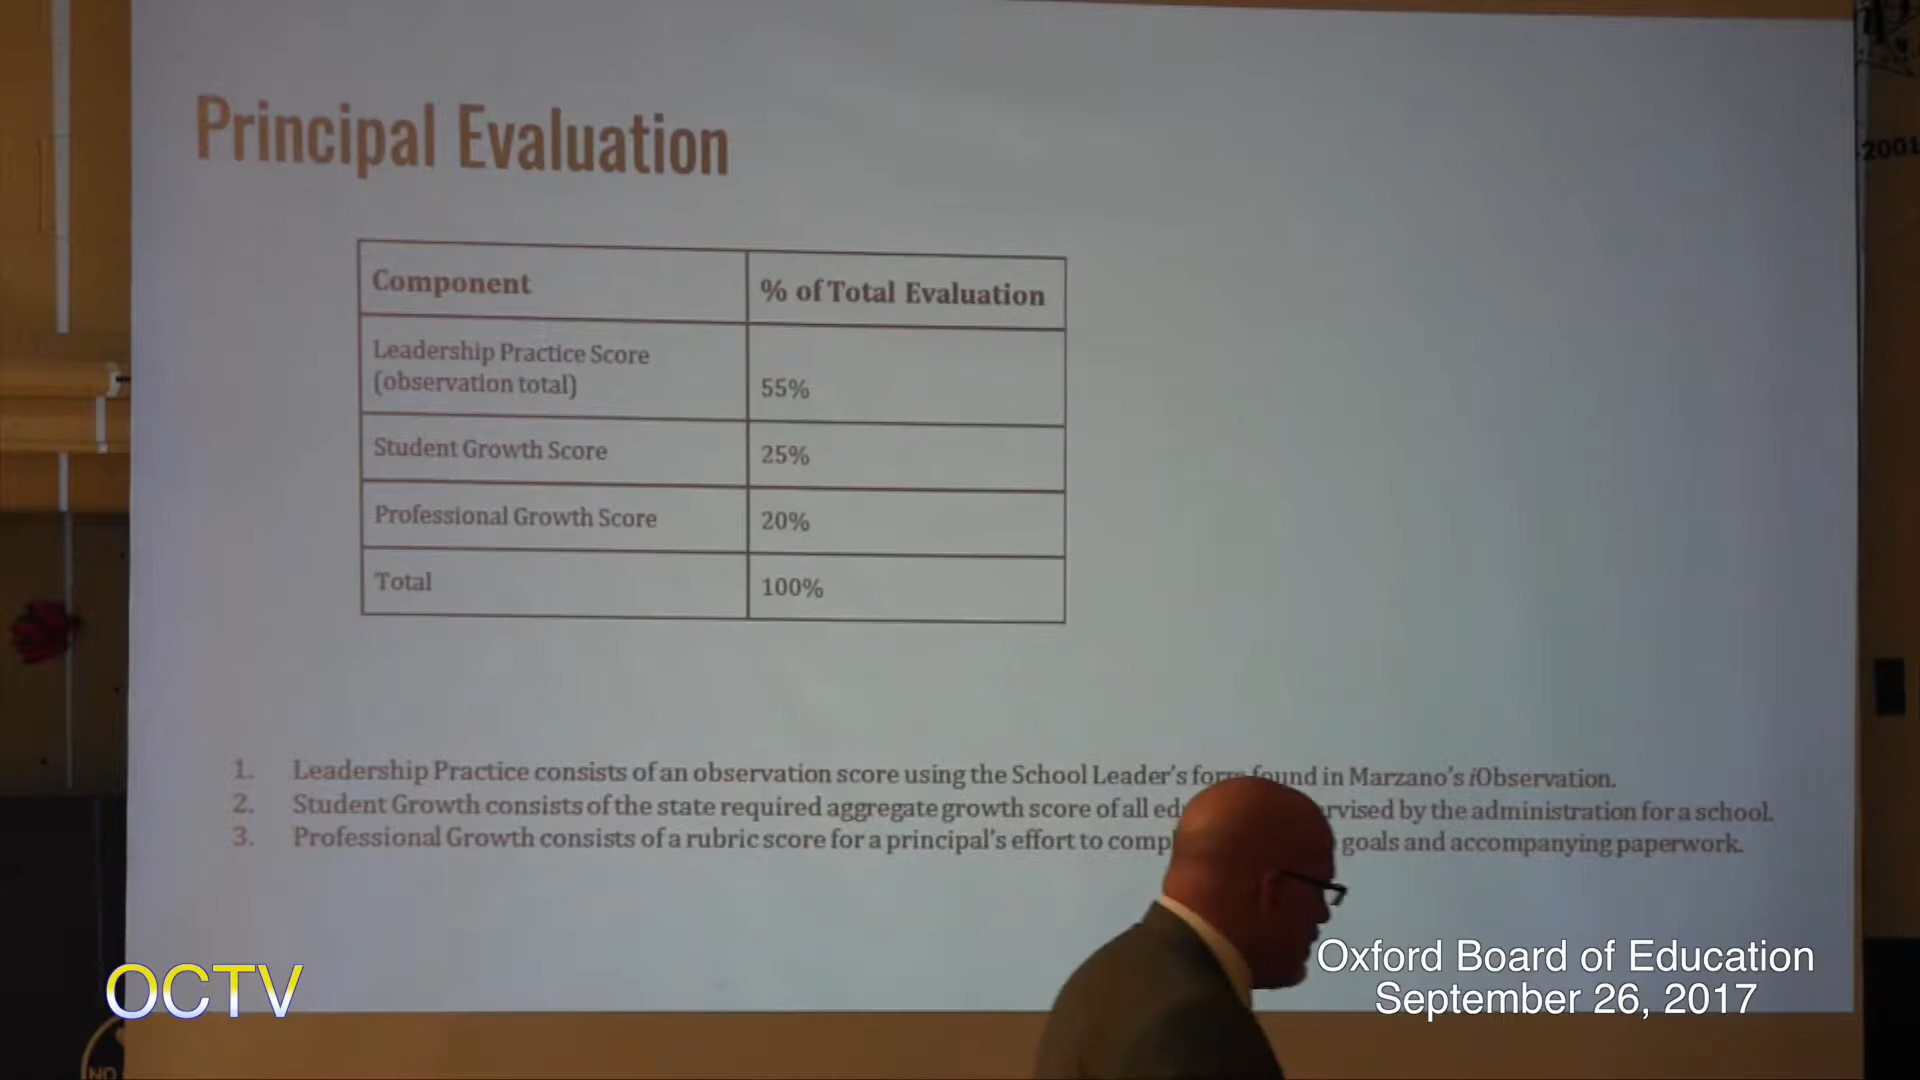 Principal Evaluation
2001
Component
% of Total Evaluation
Leadership Practice Score
(observation total)
55%
Student Growth Score
25%
Professional Growth Score
20%
Total
100%
1. Leadership Practice consists of an observation score using the School Leader's form found in Marzano's iObservation.
2. Student Growth consists of the state required aggregate growth score of all by the administration for a school.
3. Professional Growth consists of a rubric score for a principal's effort to goals and accompanying paperwork.
OCTV
Oxford Board of Education
September 26, 2017
NO